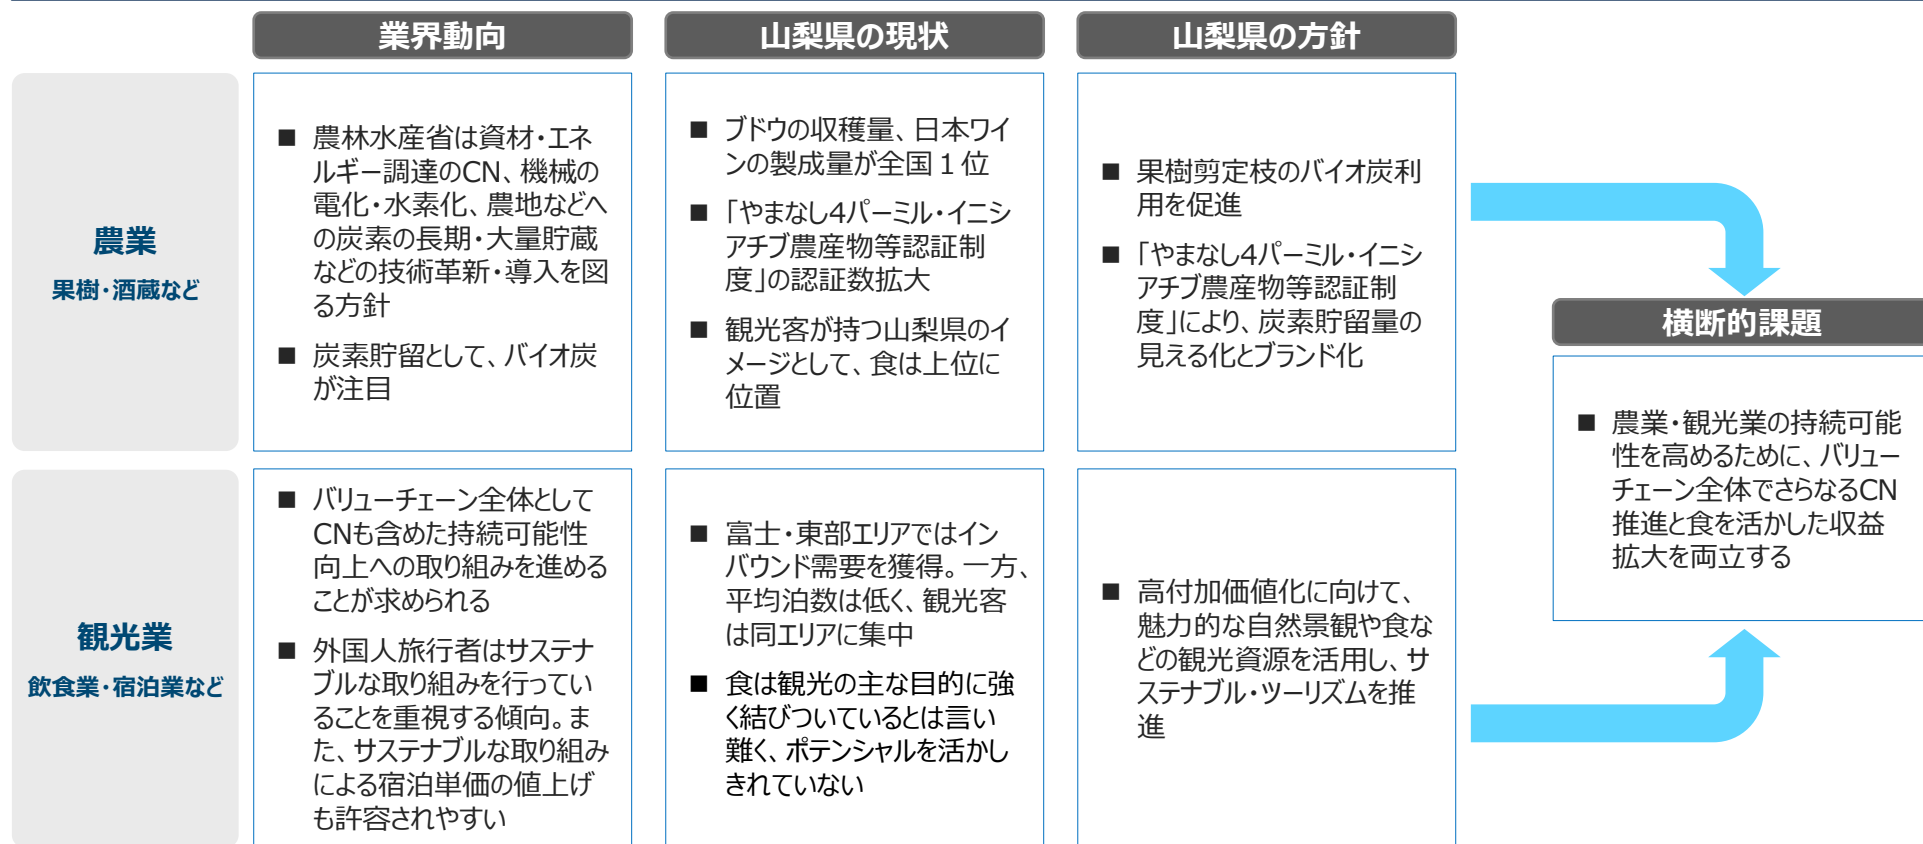 業界動向
山梨県の現状
山梨県の方針
農業
果樹・酒蔵など
■ 農林水産省は資材・エネ
ルギー調達のCN、機械の
電化・水素化、農地などへ
の炭素の長期・大量貯蔵
などの技術革新・導入を図
る方針
■ 炭素貯留として、バイオ炭
が注目
■ ブドウの収穫量、日本ワイ
ンの製成量が全国1位
■ 「やまなし4パーミル・イニシ
アチブ農産物等認証制
度」の認証数拡大
■ 観光客が持つ山梨県のイ
メージとして、食は上位に
位置
■ 果樹剪定枝のバイオ炭利
用を促進
■ 「やまなし4パーミル・イニシ
アチブ農産物等認証制
度」により、炭素貯留量の
見える化とブランド化
観光業
飲食業・宿泊業など
■ バリューチェーン全体として
CNも含めた持続可能性
向上への取り組みを進める
ことが求められる
■ 外国人旅行者はサステナ
ブルな取り組みを行ってい
ることを重視する傾向。ま
た、サステナブルな取り組み
による宿泊単価の値上げ
も許容されやすい
■ 富士・東部エリアではイン
バウンド需要を獲得。一方、
平均泊数は低く、観光客
は同エリアに集中
■ 食は観光の主な目的に強
く結びついているとは言い
難く、ポテンシャルを活かし
きれていない
■ 高付加価値化に向けて、
魅力的な自然景観や食な
どの観光資源を活用し、サ
ステナブル・ツーリズムを推
進
横断的課題
■ 農業・観光業の持続可能
性を高めるために、バリュー
チェーン全体でさらなるCN
推進と食を活かした収益
拡大を両立する